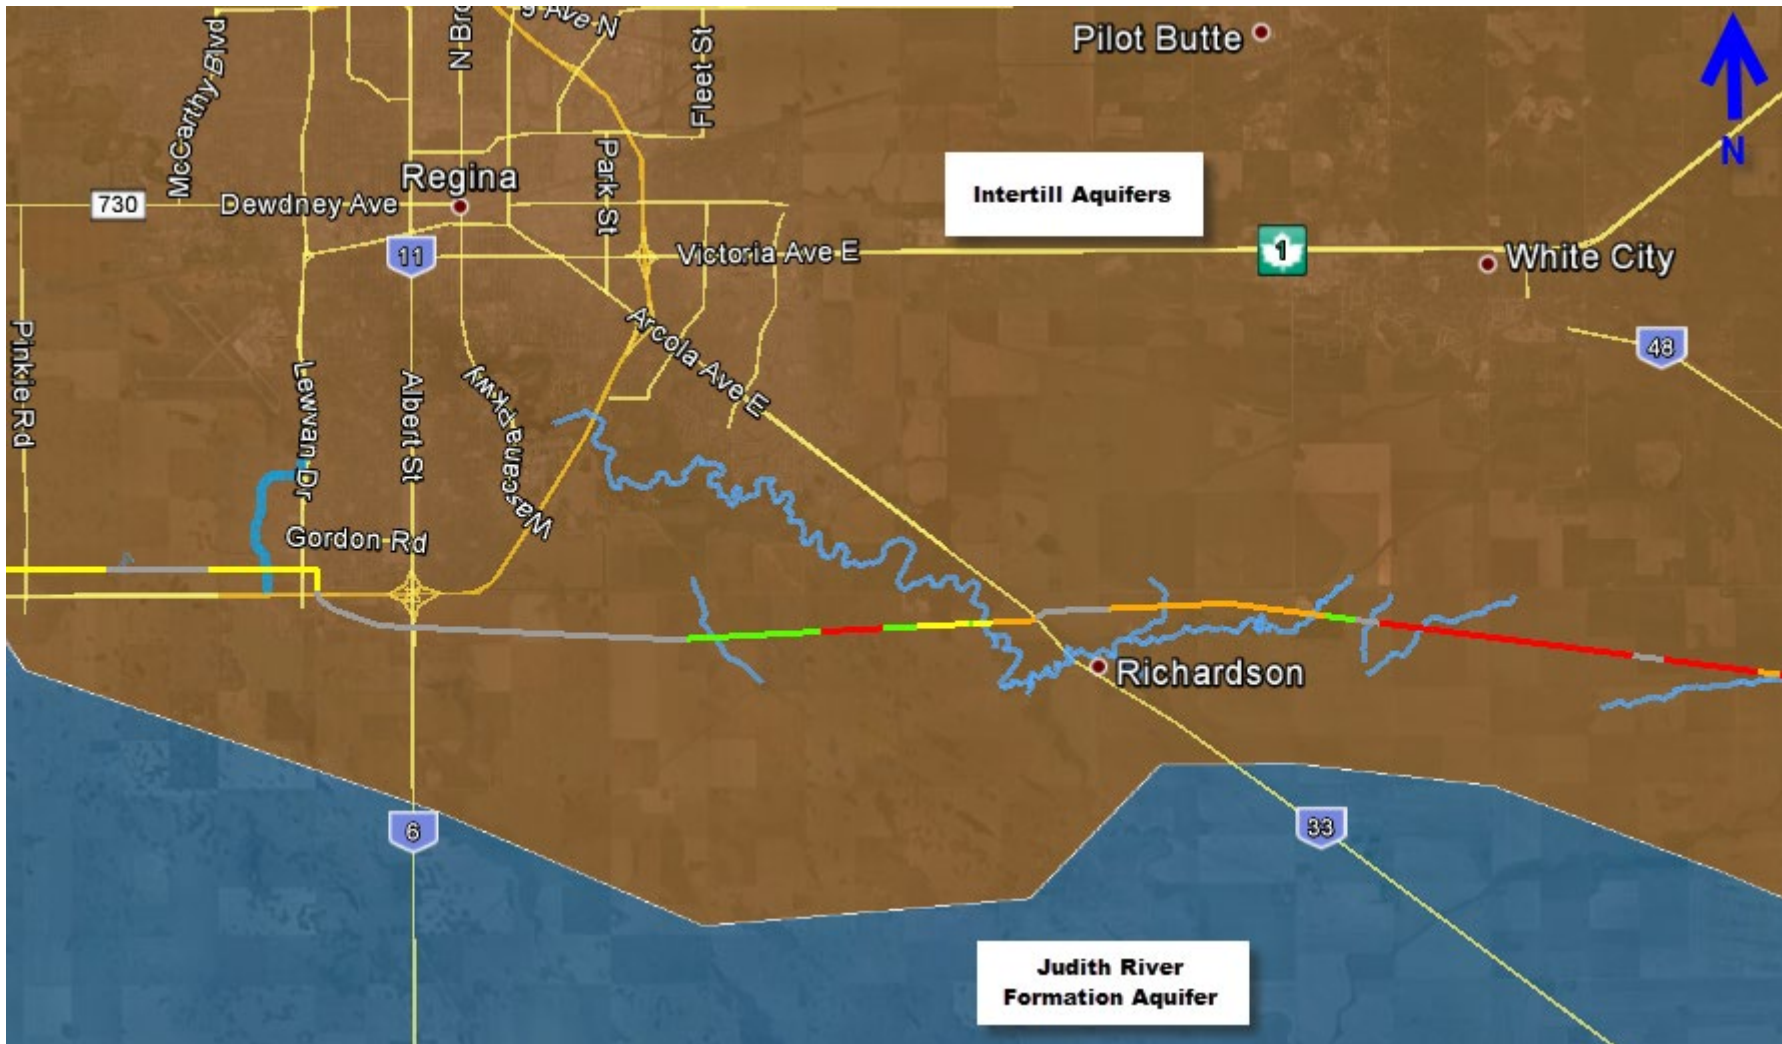 McCarthy Blvd
N Bro
g Ave N
Fleet St
Pilot Butte
N
Park St
Regina
Intertill Aquifers
730
Dewdney Ave
11
Victoria Ave E
1
White City
Pinkie Rd
Lewvan Dr
Albert St
Wascana Pkwy
Arcola Ave E
48
Gordon Rd
Richardson
6
33
Judith River
Formation Aquifer